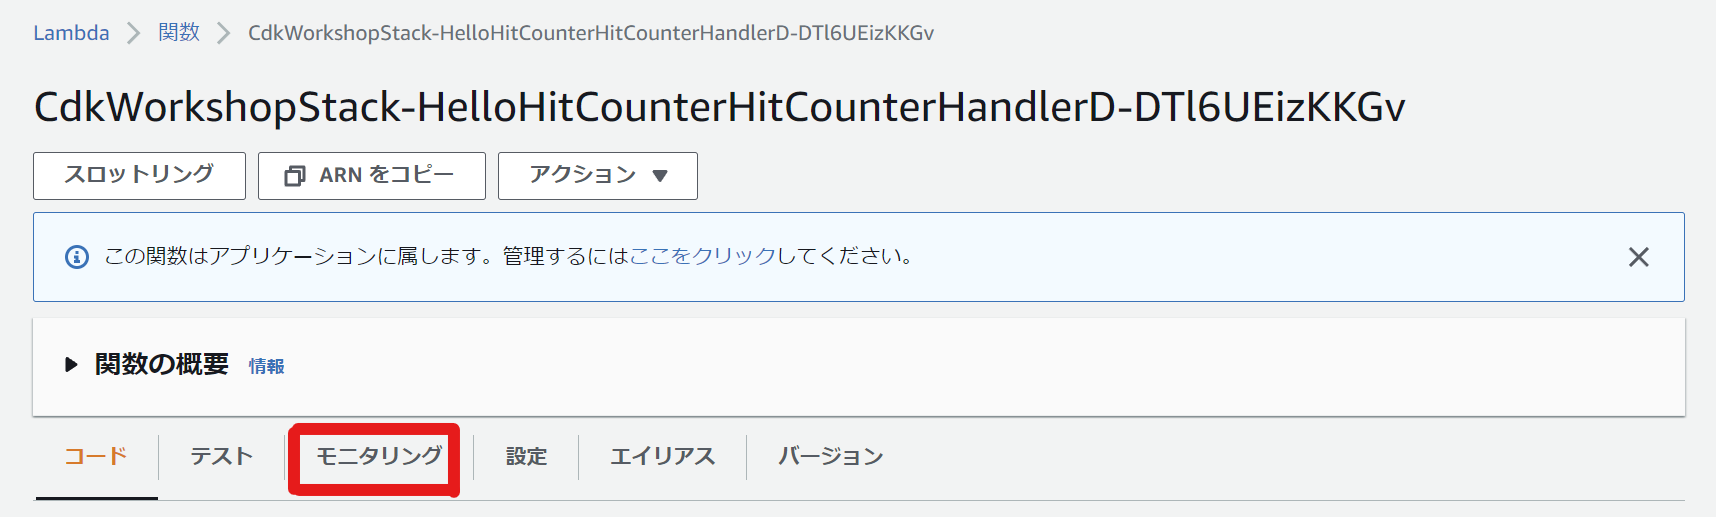 Lambda > 関数 > CdkWorkshopStack-HelloHitCounterHitCounterHandlerD-DTl6UEizKKGv
CdkWorkshopStack-HelloHitCounterHitCounterHandlerD-DTl6UEizKKGv
スロットリング ARN をコピー アクション ▼
この関数はアプリケーションに属します。管理するにはここをクリックしてください。
関数の概要 情報
コード テスト モニタリング 設定 エイリアス バージョン